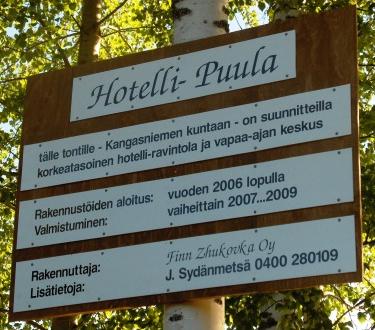 Hotelli- Puula
tälle tontille - Kangasniemen kuntaan - on suunnitteilla
korkeatasoinen hotelli-ravintola ja vapaa-ajan keskus
Rakennustöiden aloitus: vuoden 2006 lopulla
Valmistuminen: vaiheittain 2007...2009
Rakennuttaja: Finn Zhukovka Oy
Lisätietoja: J. Sydänmetsä 0400 280109